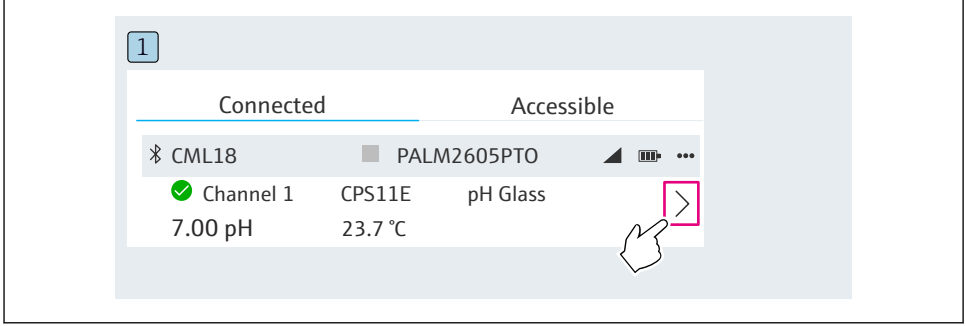 1
Connected Accessible
CML18 PALM2605PTO •••
Channel 1 CPS11E pH Glass
7.00 pH 23.7 °C